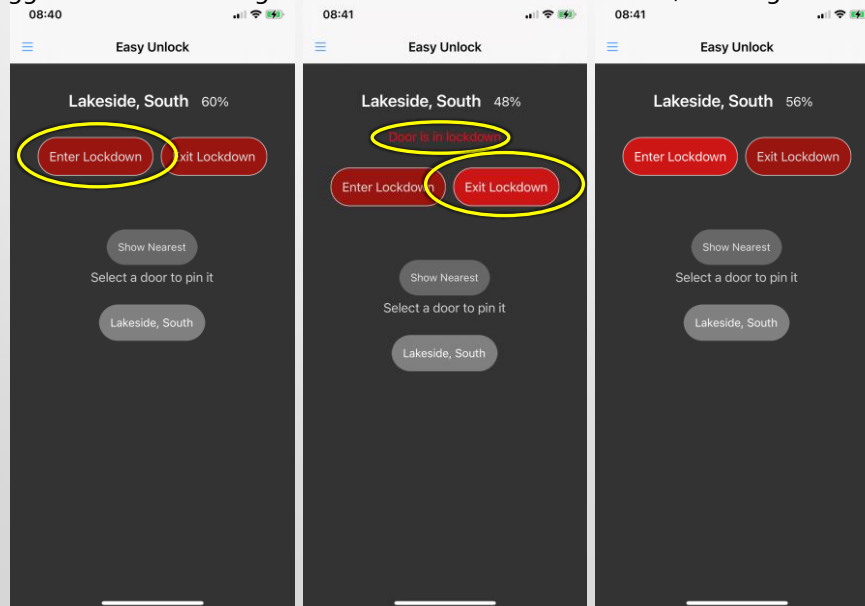 08:40
Easy Unlock
Lakeside, South 60%
Enter Lockdown Exit Lockdown
Show Nearest
Select a door to pin it
Lakeside, South
08:41
Easy Unlock
Lakeside, South 48%
Door is in lockdown
Enter Lockdown Exit Lockdown
Show Nearest
Select a door to pin it
Lakeside, South
08:41
Easy Unlock
Lakeside, South 56%
Enter Lockdown Exit Lockdown
Show Nearest
Select a door to pin it
Lakeside, South